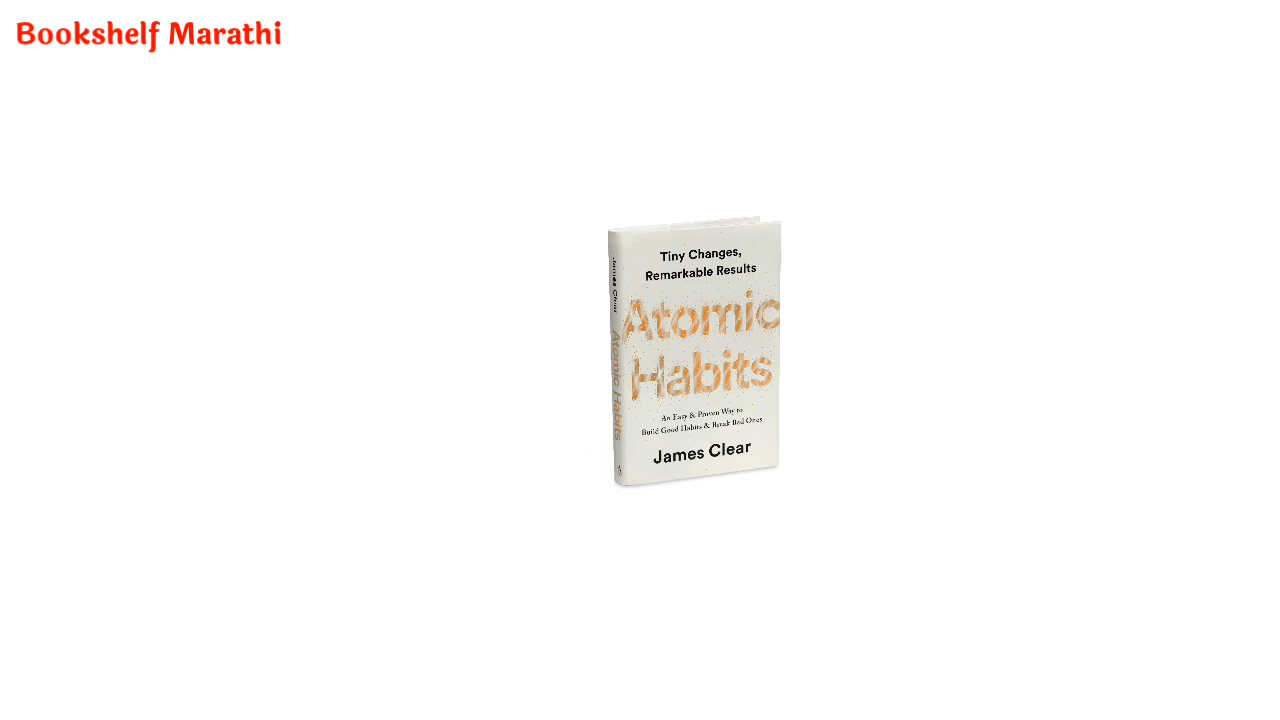 Bookshelf Marathi
Tiny Changes,
Remarkable Results
Atomic
Habits
An Easy & Proven Way to
Build Good Habits & Break Bad Ones
James Clear
James Clear Atomic Habits